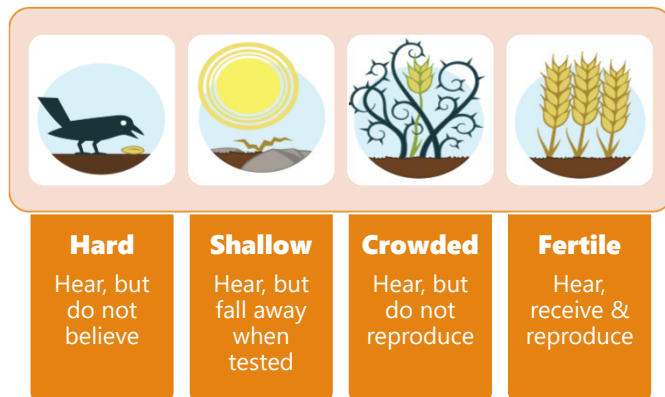 Hard
Hear, but
do not
believe
Shallow
Hear, but
fall away
when
tested
Crowded
Hear, but
do not
reproduce
Fertile
Hear,
receive &
reproduce